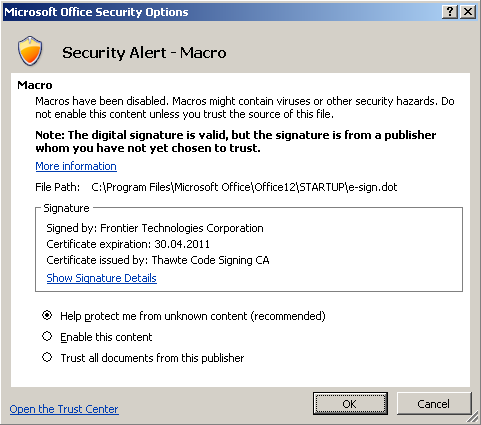 Microsoft Office Security Options
Security Alert - Macro
Macro
Macros have been disabled. Macros might contain viruses or other security hazards. Do
not enable this content unless you trust the source of this file.
Note: The digital signature is valid, but the signature is from a publisher
whom you have not yet chosen to trust.
More information
File Path: C:\Program Files\Microsoft Office\Office12\STARTUP\e-sign.dot
Signature
Signed by: Frontier Technologies Corporation
Certificate expiration: 30.04.2011
Certificate issued by: Thawte Code Signing CA
Show Signature Details
Help protect me from unknown content (recommended)
Enable this content
Trust all documents from this publisher
Open the Trust Center
OK
Cancel